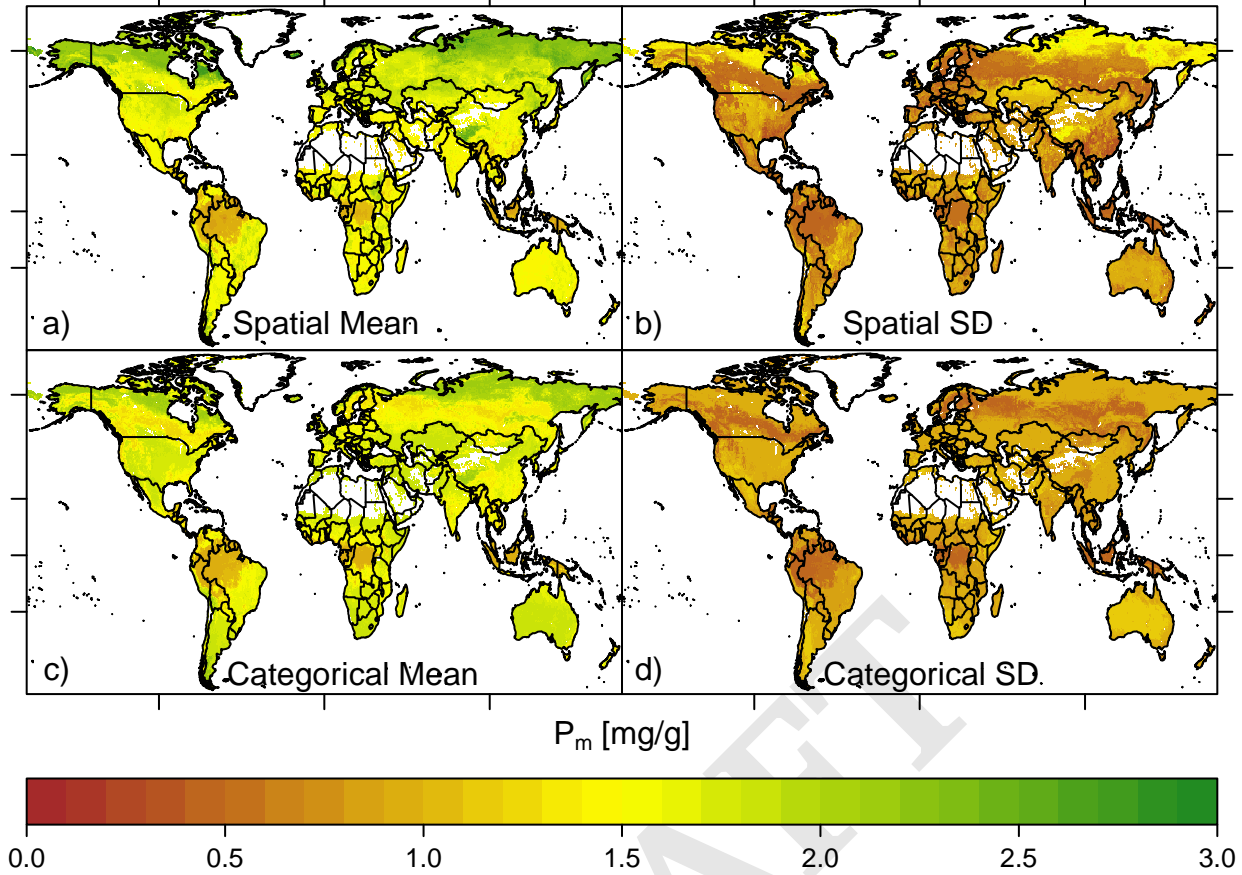 a) Spatial Mean
b) Spatial SD
c) Categorical Mean
d) Categorical SD
P_m [mg/g]
0.0 0.5 1.0 1.5 2.0 2.5 3.0